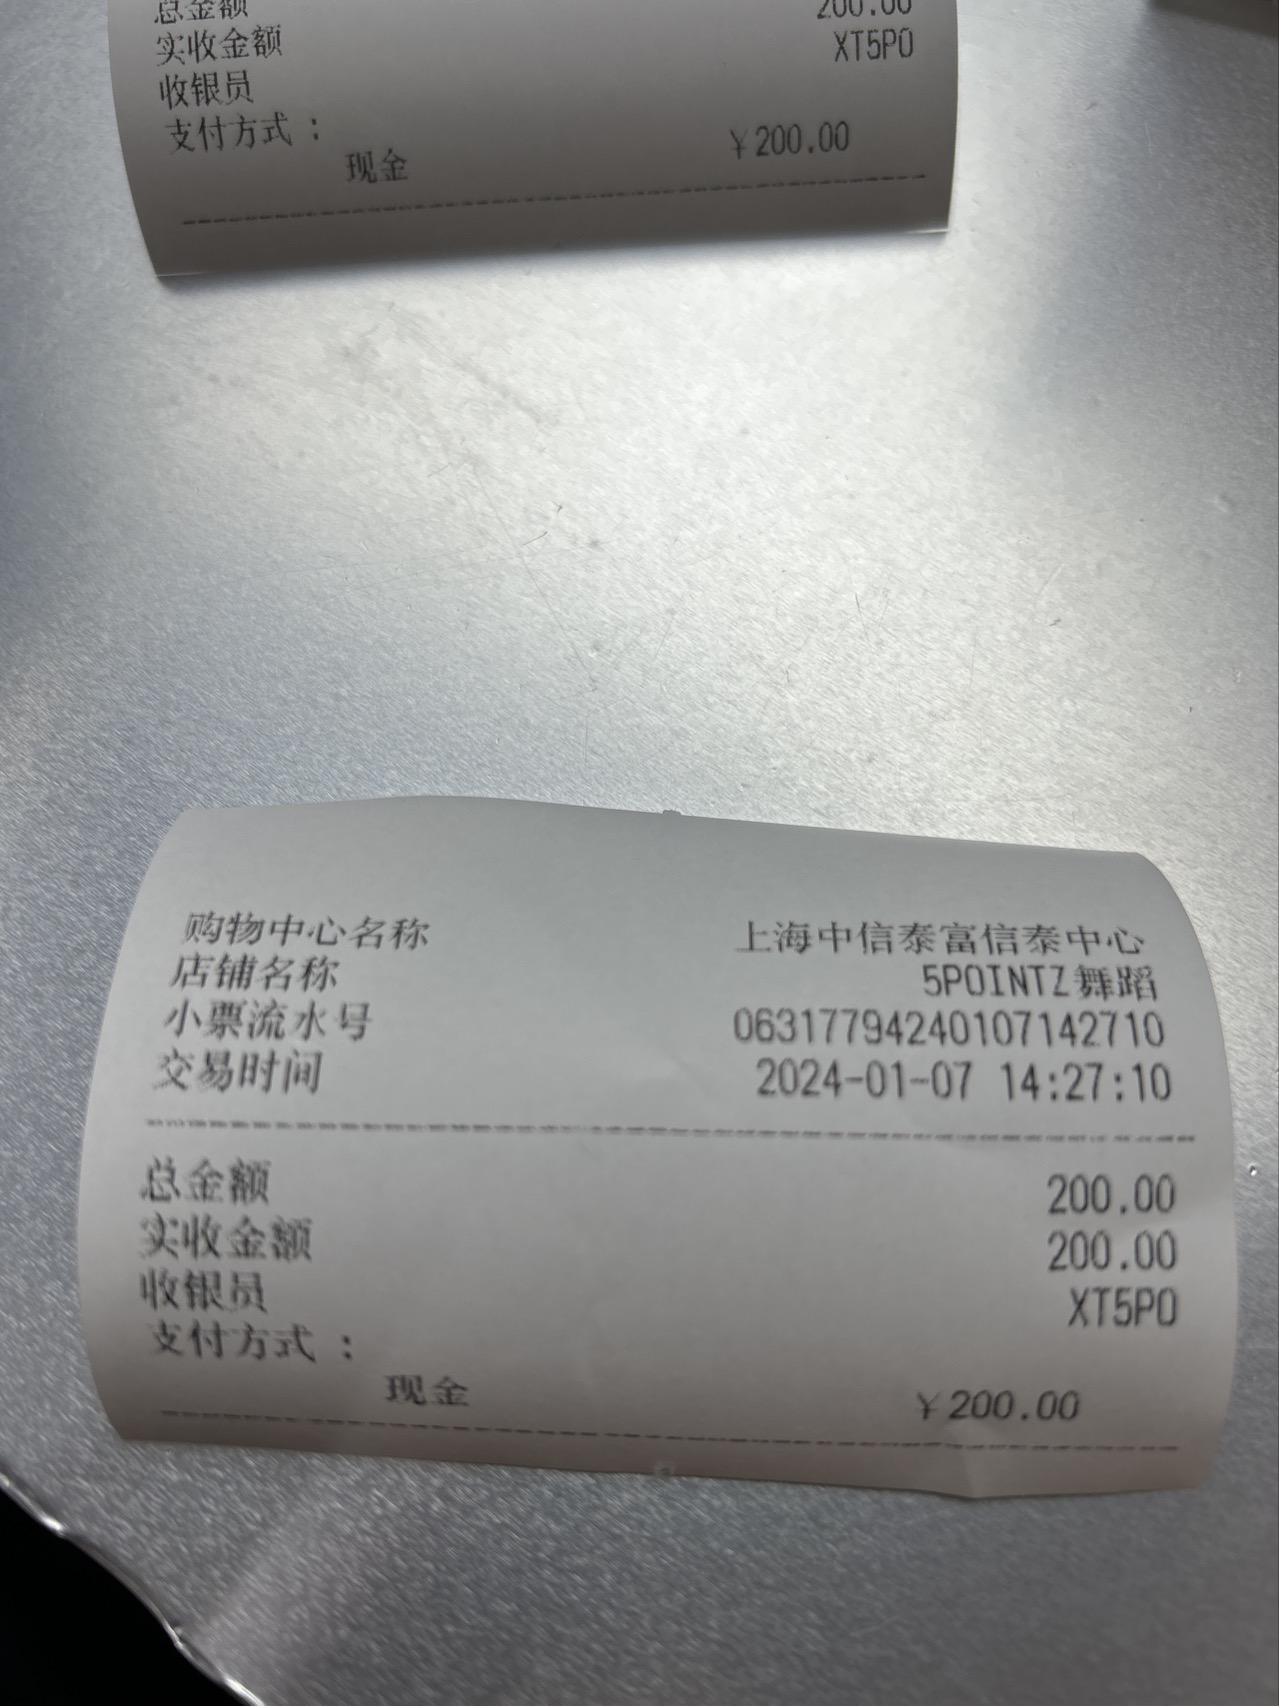 总金额 200.00
实收金额 XT5PO
收银员
支付方式：
现金 ￥200.00
购物中心名称 上海中信泰富信泰中心
店铺名称 5POINTZ舞蹈
小票流水号 06317794240107142710
交易时间 2024-01-07 14:27:10
总金额 200.00
实收金额 200.00
收银员 XT5PO
支付方式：
现金 ￥200.00